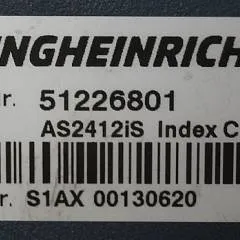 NGHEINRICH
r. 51226801
AS2412iS Index C
r. S1AX 00130620